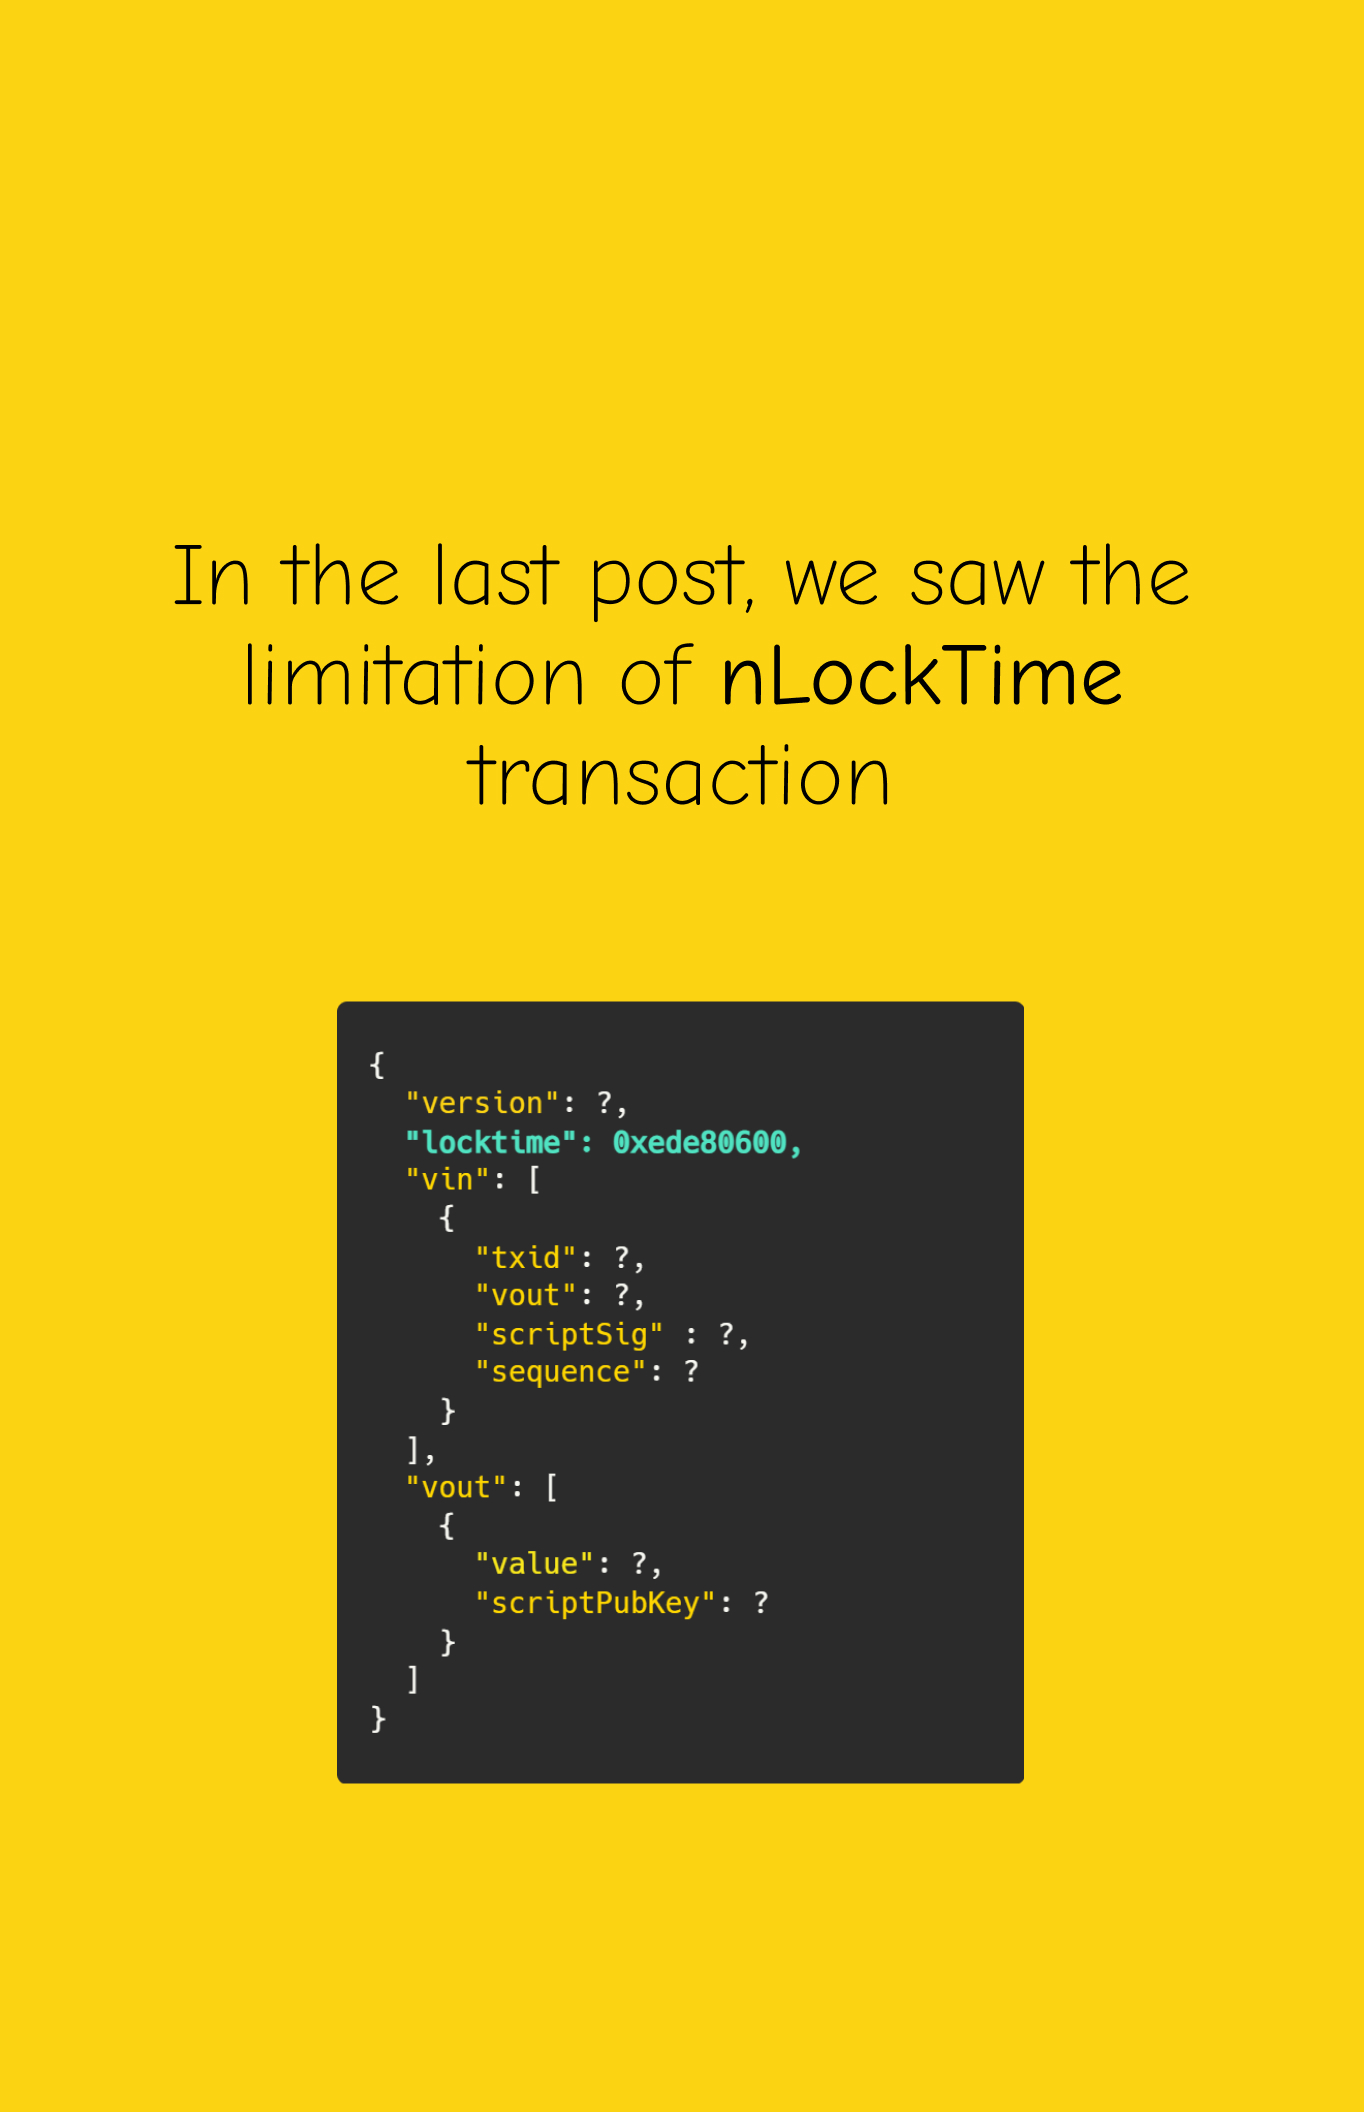 In the last post, we saw the
limitation of nLockTime
transaction
{
  "version": ?,
  "locktime": 0xede80600,
  "vin": [
    {
      "txid": ?,
      "vout": ?,
      "scriptSig" : ?,
      "sequence": ?
    }
  ],
  "vout": [
    {
      "value": ?,
      "scriptPubKey": ?
    }
  ]
}